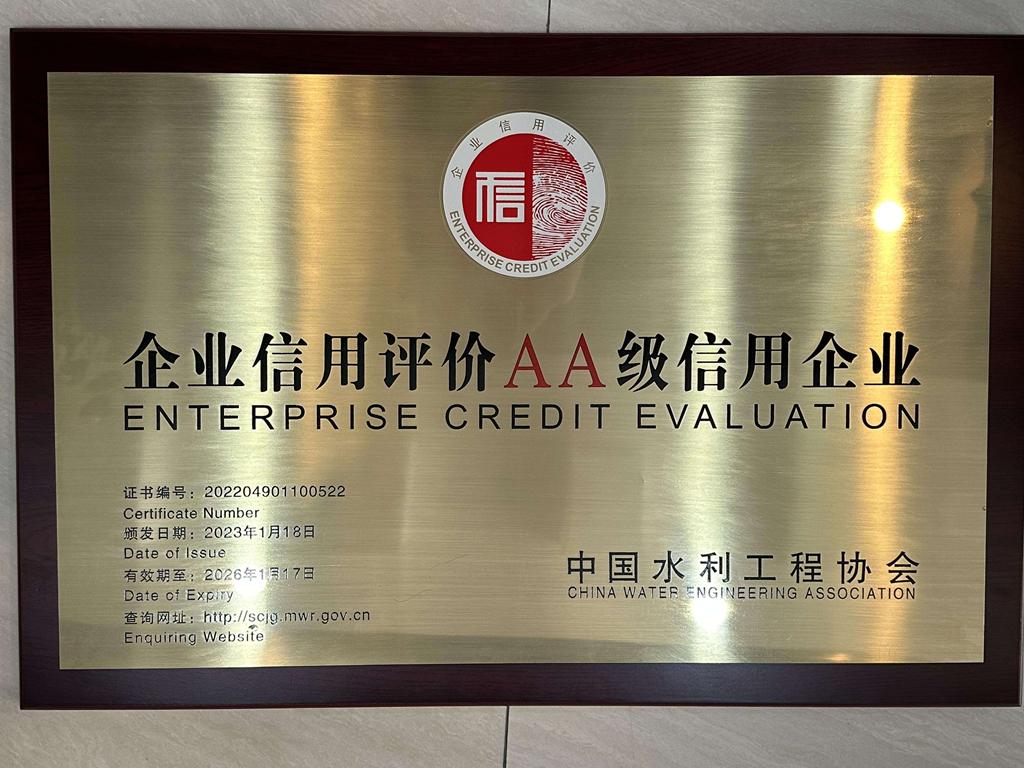 企业信用评价
信
ENTERPRISE CREDIT EVALUATION
企业信用评价AA级信用企业
ENTERPRISE CREDIT EVALUATION
证书编号：202204901100522
Certificate Number
颁发日期：2023年1月18日
Date of Issue
有效期至：2026年1月17日
Date of Expiry
查询网址：http://scjg.mwr.gov.cn
Enquiring Website
中国水利工程协会
CHINA WATER ENGINEERING ASSOCIATION